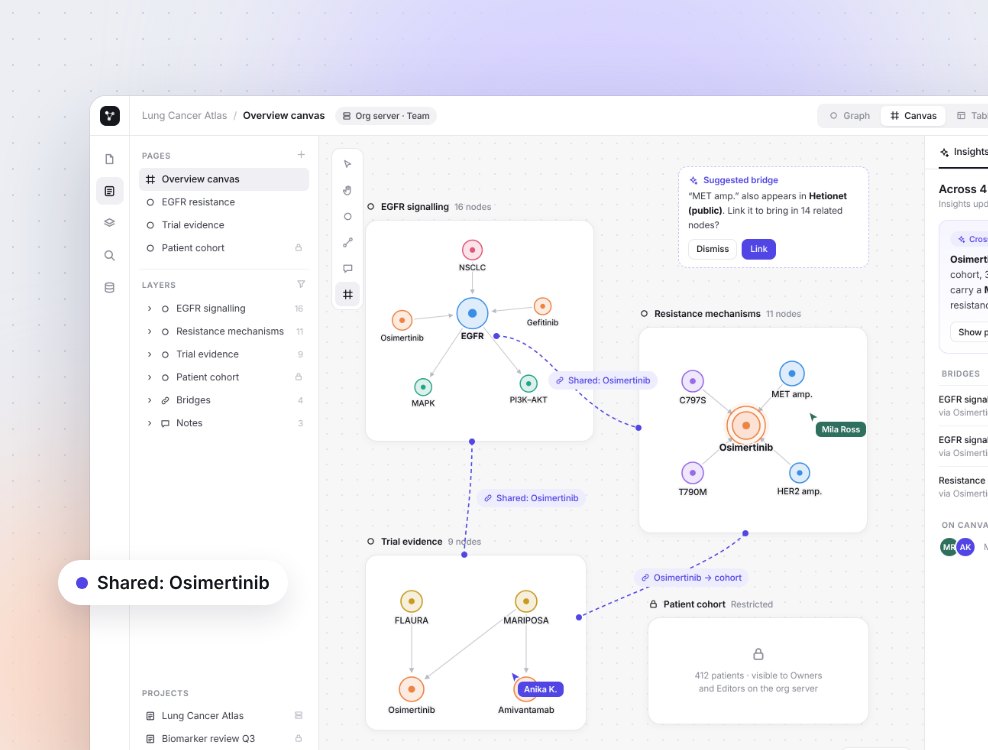 Lung Cancer Atlas / Overview canvas
Org server · Team
Graph
Canvas
PAGES
Overview canvas
EGFR resistance
Trial evidence
Patient cohort
LAYERS
EGFR signalling 16
Resistance mechanisms 11
Trial evidence 9
Patient cohort
Bridges 4
Notes 3
Shared: Osimertinib
PROJECTS
Lung Cancer Atlas
Biomarker review Q3
EGFR signalling 16 nodes
NSCLC
Osimertinib
EGFR
Gefitinib
MAPK
PI3K–AKT
Suggested bridge
“MET amp.” also appears in Hetionet
(public). Link it to bring in 14 related
nodes?
Dismiss
Link
Shared: Osimertinib
Resistance mechanisms 11 nodes
C797S
MET amp.
Mila Ross
Osimertinib
T790M
HER2 amp.
Shared: Osimertinib
Trial evidence 9 nodes
FLAURA
MARIPOSA
Anika K.
Osimertinib
Amivantamab
Osimertinib → cohort
Patient cohort Restricted
412 patients · visible to Owners
and Editors on the org server
Insights
Across 4
Insights upd
Cros
Osimerti
cohort, 3
carry a M
resistanc
Show p
BRIDGES
EGFR signal
via Osimerti
EGFR signal
via Osimerti
Resistance
via Osimerti
ON CANVA
MR
AK